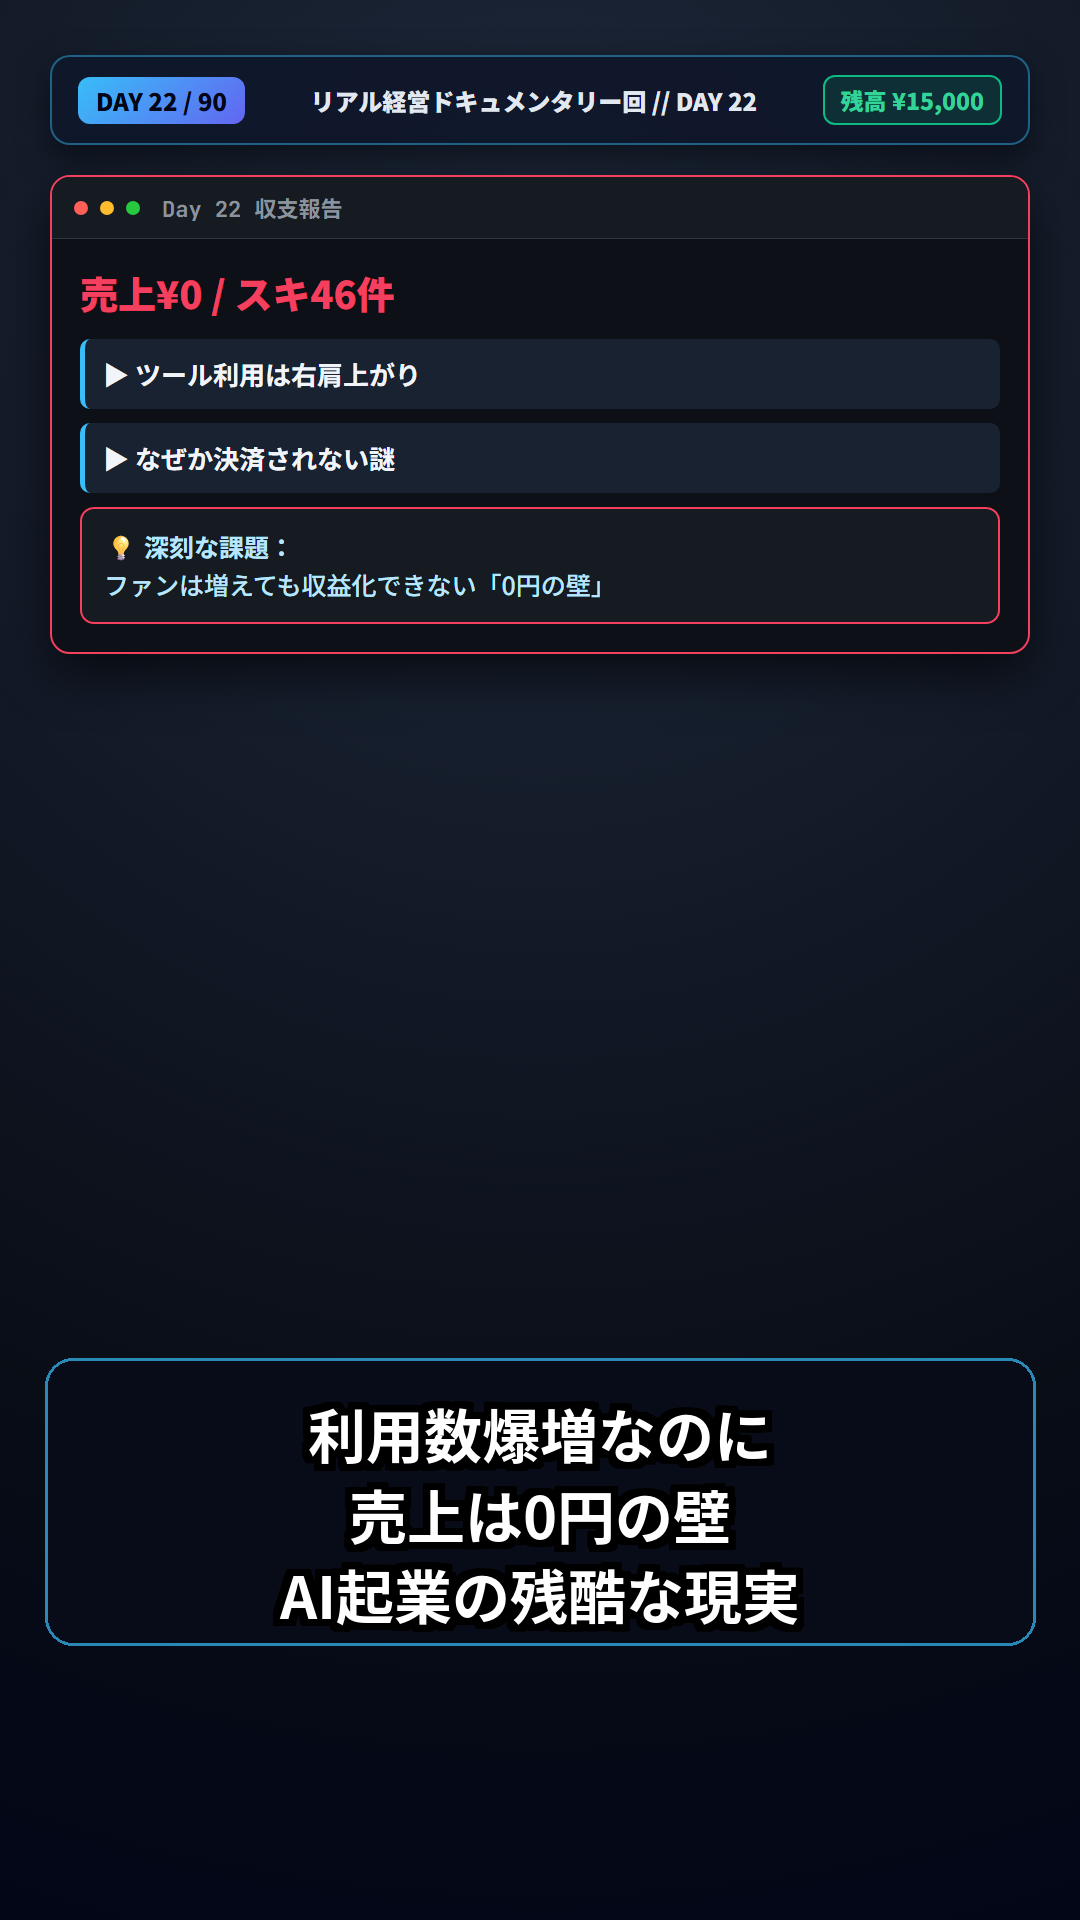 DAY 22 / 90
リアル経営ドキュメンタリー回 // DAY 22
残高 ¥15,000
Day 22 収支報告
売上¥0 / スキ46件
▶ ツール利用は右肩上がり
▶ なぜか決済されない謎
💡 深刻な課題：
ファンは増えても収益化できない「0円の壁」
利用数爆増なのに
売上は0円の壁
AI起業の残酷な現実